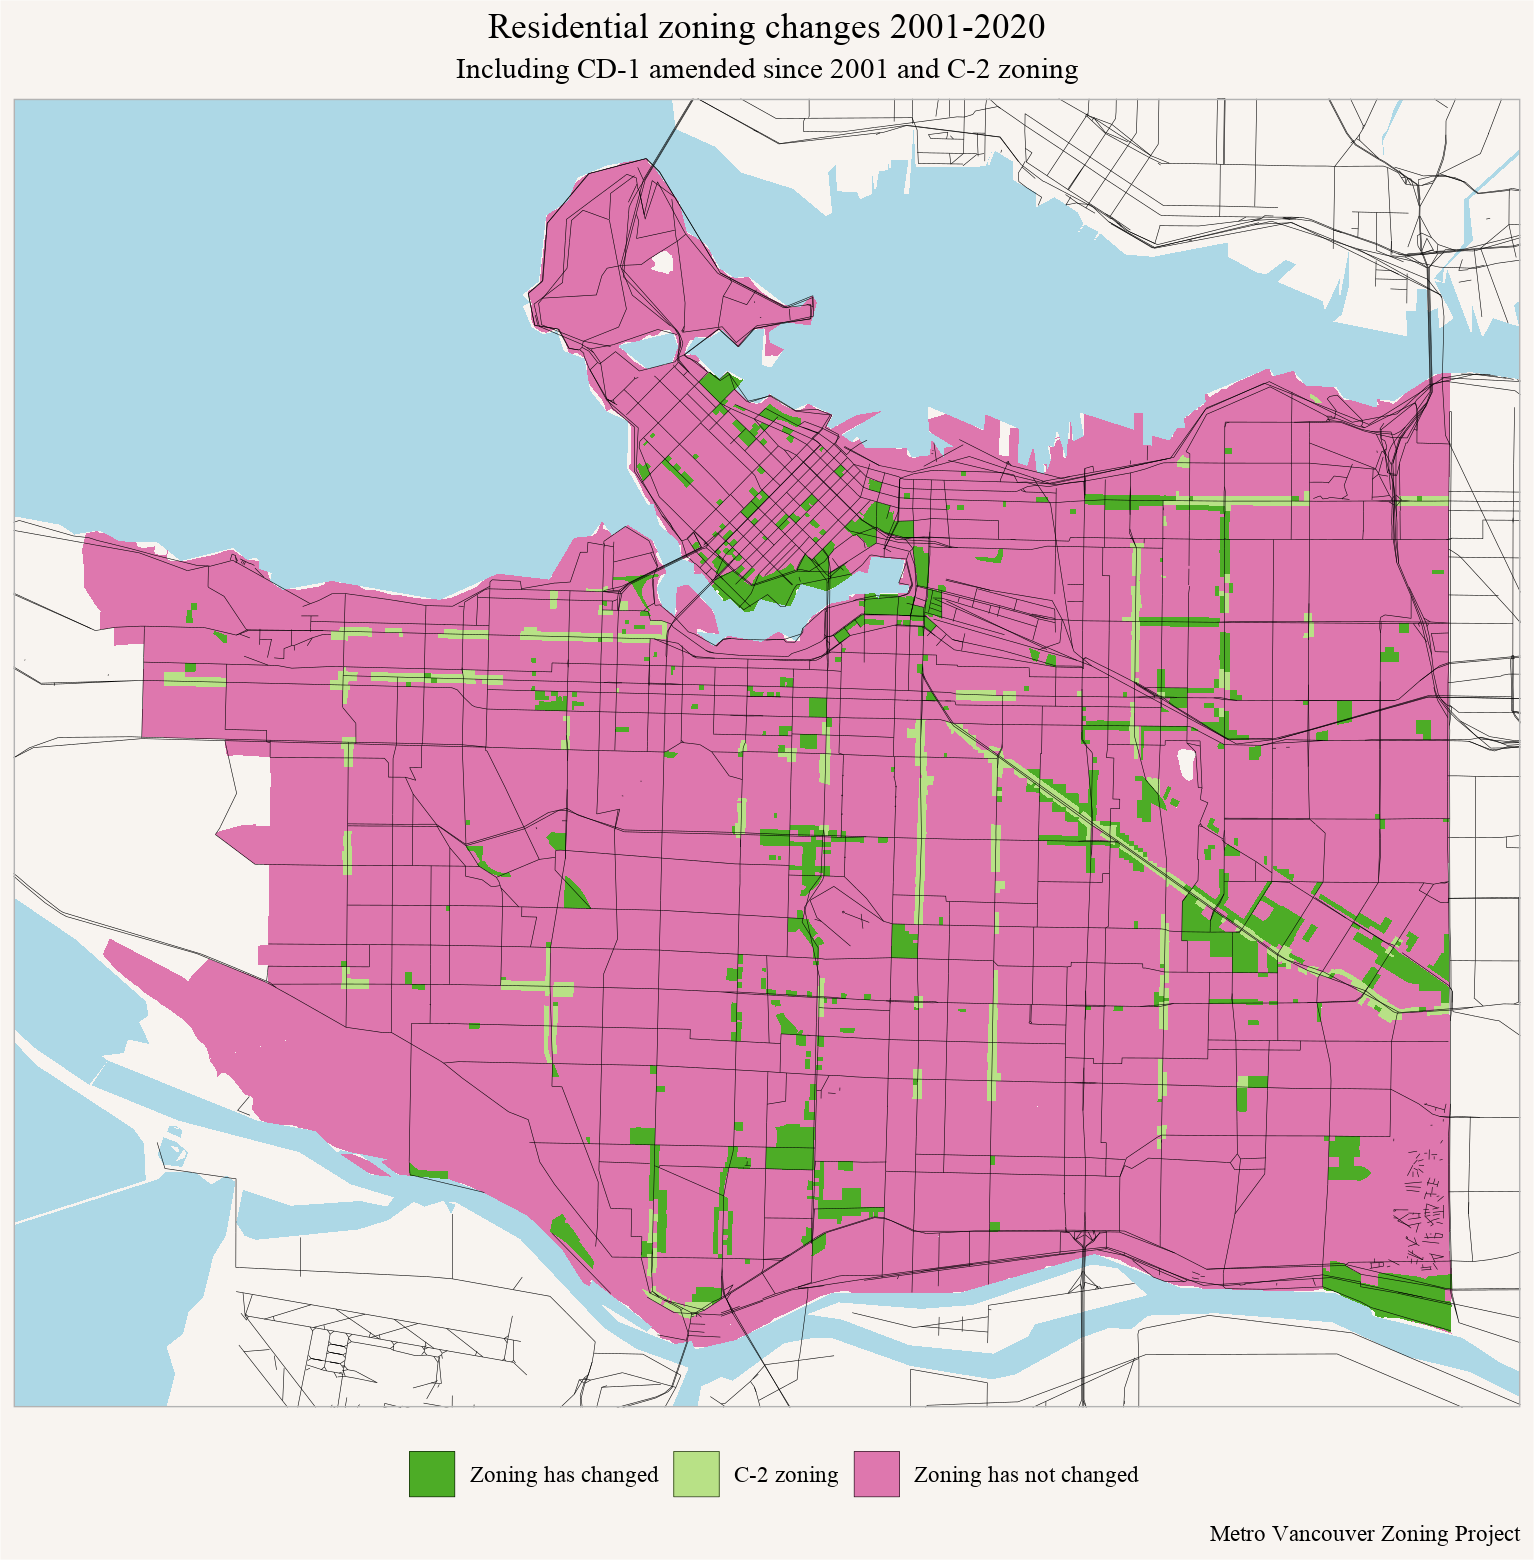 Residential zoning changes 2001-2020
Including CD-1 amended since 2001 and C-2 zoning
Zoning has changed
C-2 zoning
Zoning has not changed
Metro Vancouver Zoning Project